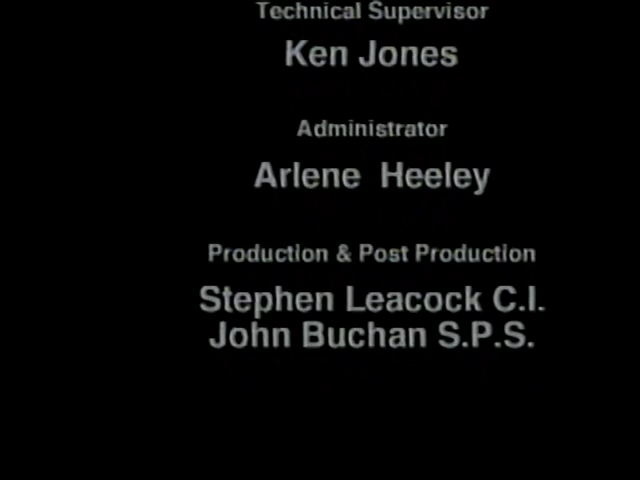 Technical Supervisor
Ken Jones
Administrator
Arlene Heeley
Production & Post Production
Stephen Leacock C.I.
John Buchan S.P.S.